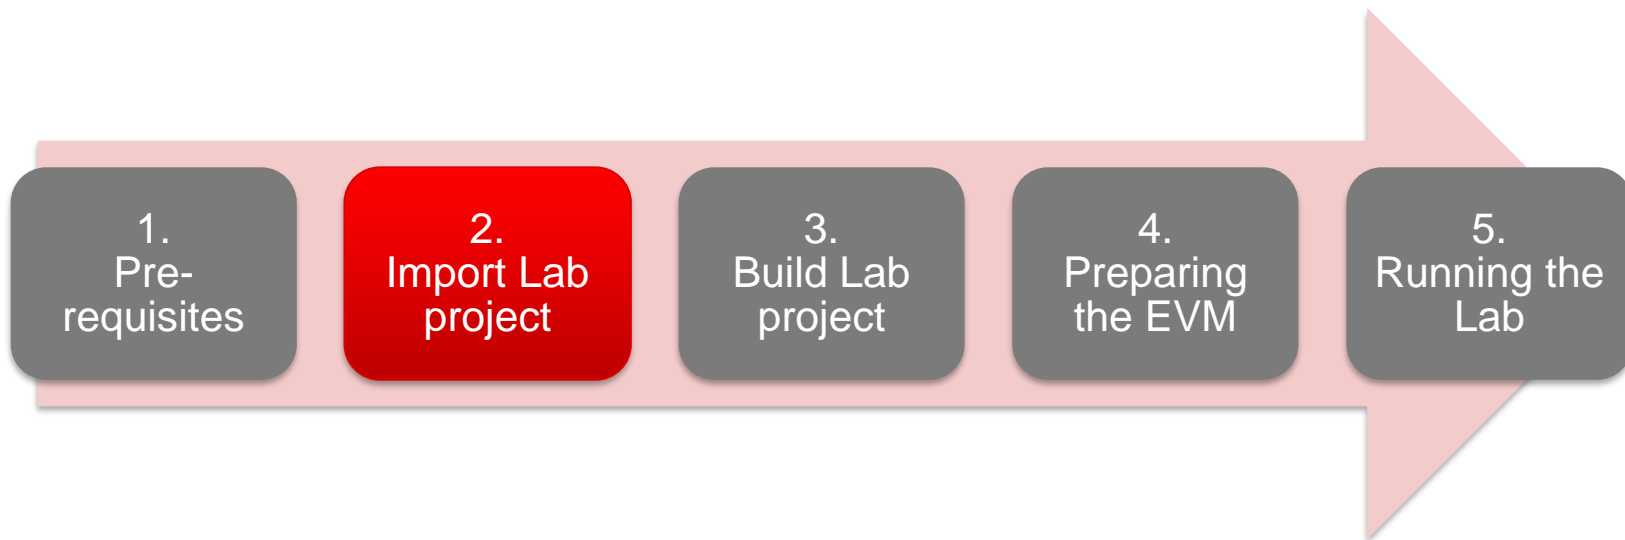 1.
Pre-
requisites
2.
Import Lab
project
3.
Build Lab
project
4.
Preparing
the EVM
5.
Running the
Lab